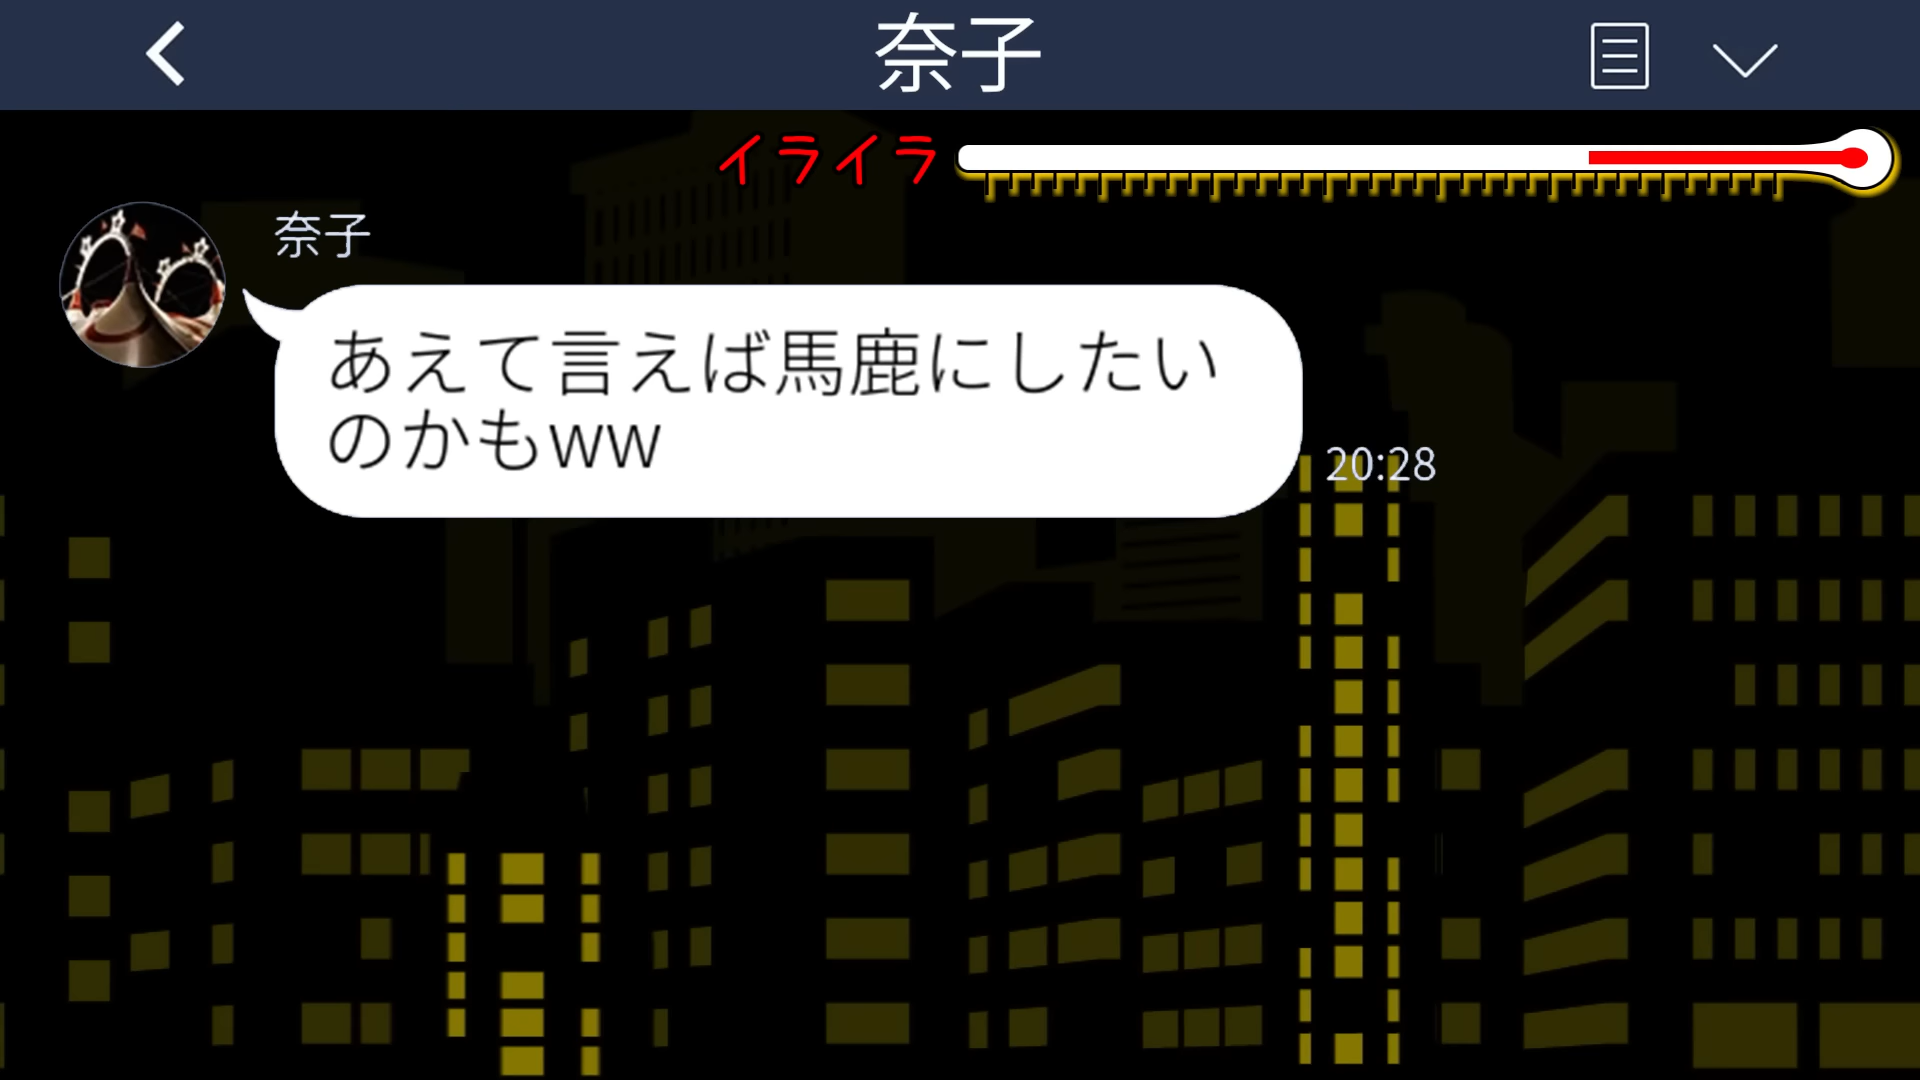 奈子
イライラ
奈子
あえて言えば馬鹿にしたい
のかもww
20:28